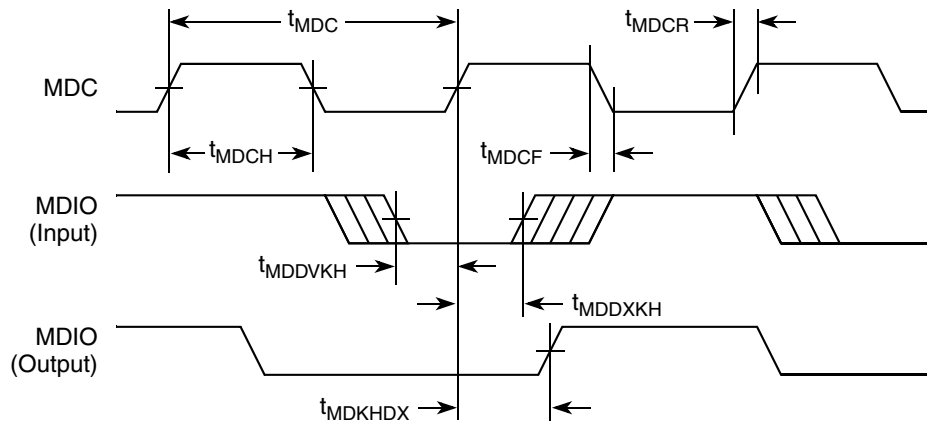 tMDC
tMDCR
MDC
tMDCH
tMDCF
MDIO
(Input)
tMDDVKH
tMDDXKH
MDIO
(Output)
tMDKHDX